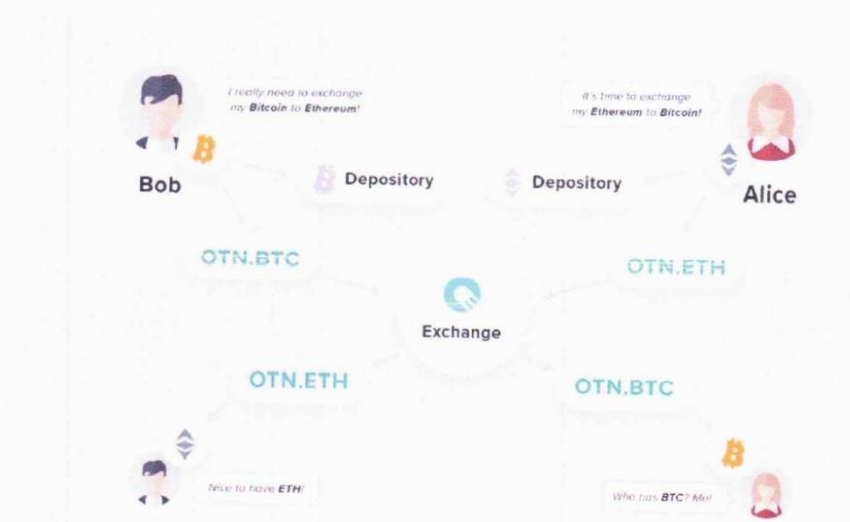 I really need to exchange
my Bitcoin to Ethereum!
It's time to exchange
my Ethereum to Bitcoin!
Bob
Depository
Depository
Alice
OTN.BTC
OTN.ETH
Exchange
OTN.ETH
OTN.BTC
Nice to have ETH!
Who has BTC? Me!